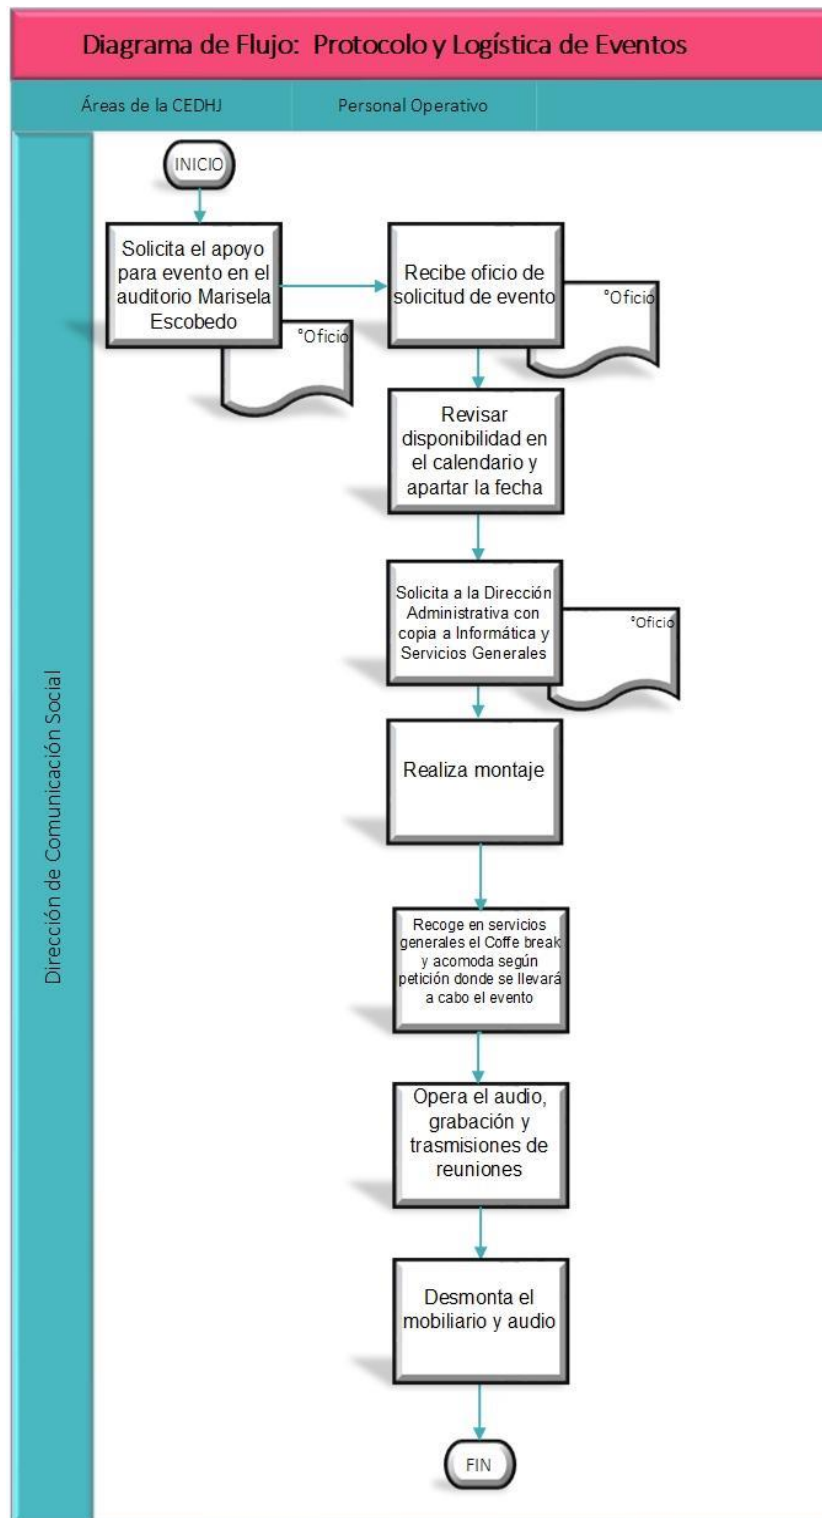 Diagrama de Flujo: Protocolo y Logística de Eventos
Áreas de la CEDHJ
Personal Operativo
Dirección de Comunicación Social
INICIO
Solicita el apoyo
para evento en el
auditorio Marisela
Escobedo
°Oficio
Recibe oficio de
solicitud de evento
°Oficio
Revisar
disponibilidad en
el calendario y
apartar la fecha
Solicita a la Dirección
Administrativa con
copia a Informática y
Servicios Generales
°Oficio
Realiza montaje
Recoge en servicios
generales el Coffe break
y acomoda según
petición donde se llevará
a cabo el evento
Opera el audio,
grabación y
trasmisiones de
reuniones
Desmonta el
mobiliario y audio
FIN